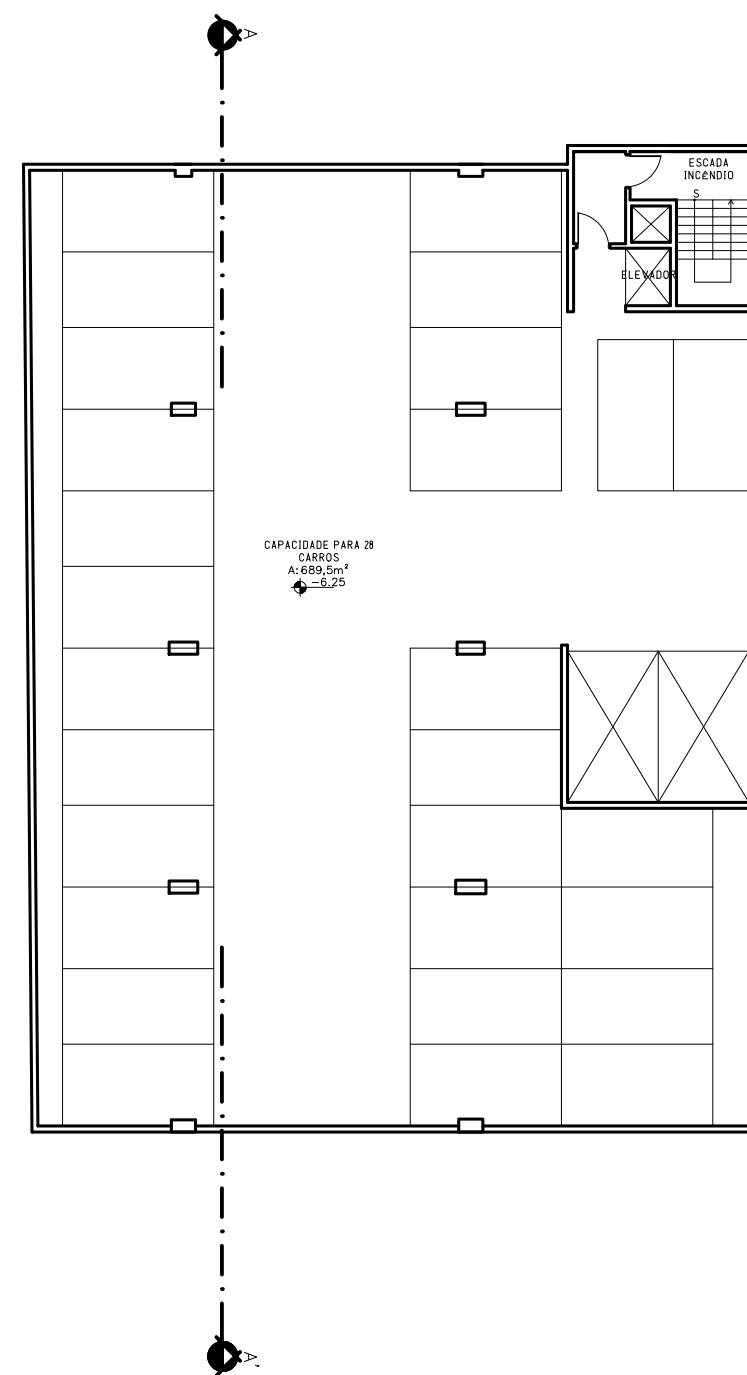 A
ESCADA
INCÊNDIO
S
ELEVADOR
CAPACIDADE PARA 28
CARROS
A: 689,5m²
-6.25
A'